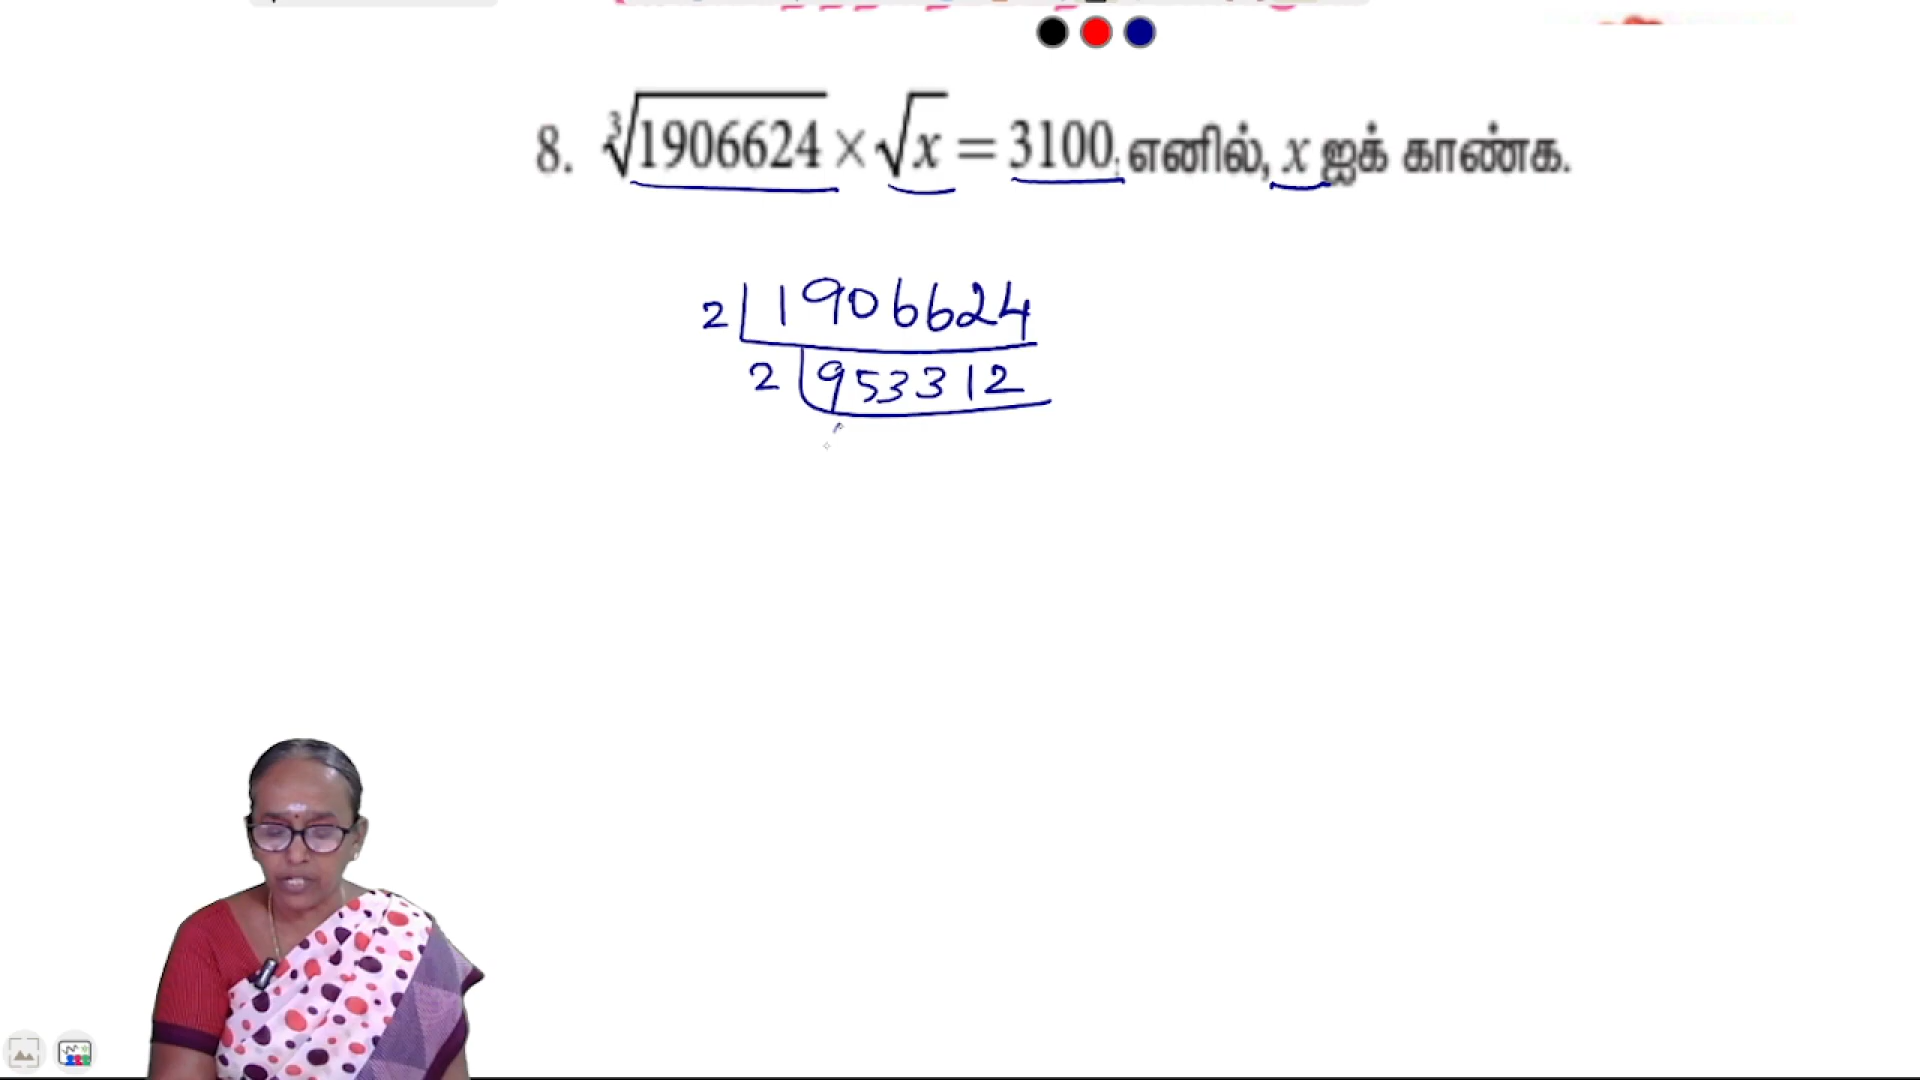 8. ∛1906624 × √x = 3100, எனில், x ஐக் காண்க.
2 | 1906624
2 | 953312